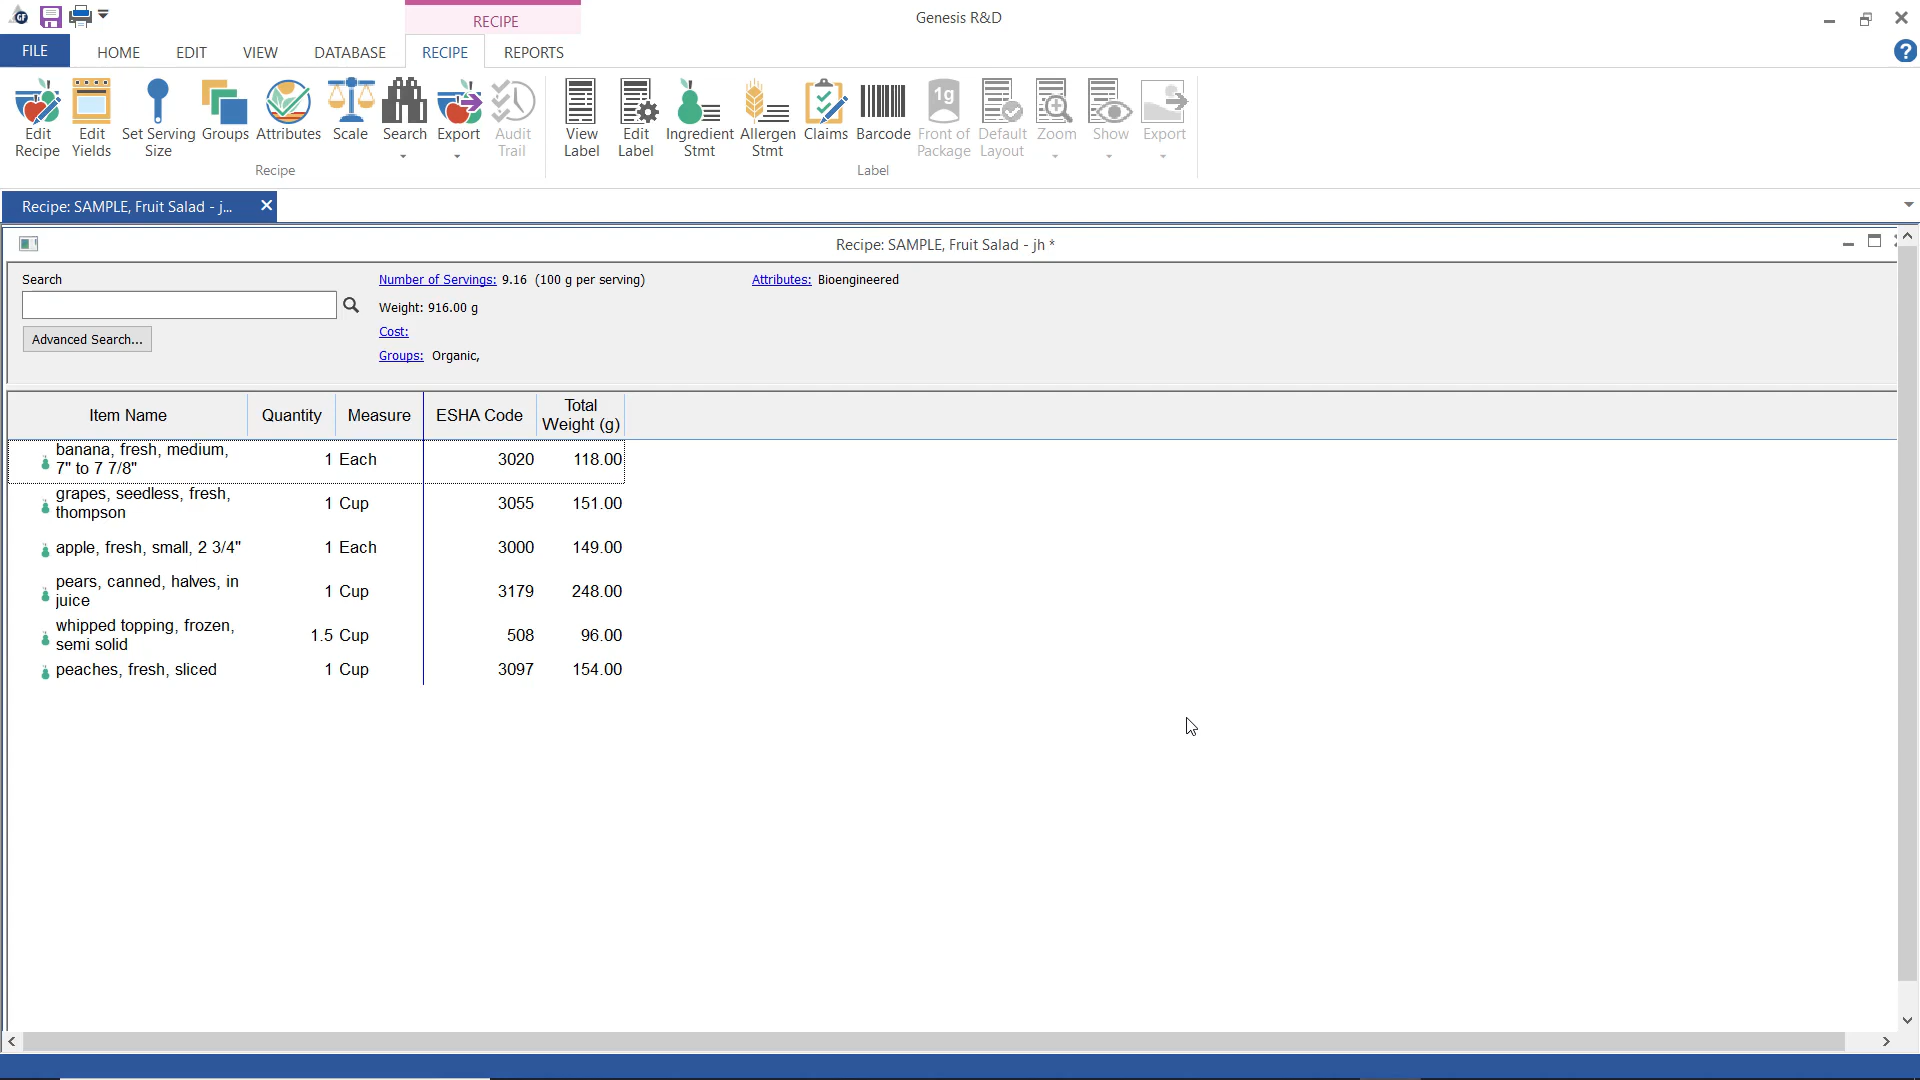 RECIPE
Genesis R&D
FILE HOME EDIT VIEW DATABASE RECIPE REPORTS
Edit Recipe
Edit Yields
Set Serving Size
Groups
Attributes
Scale
Search
Export
Audit Trail
Recipe
View Label
Edit Label
Ingredient Stmt
Allergen Stmt
Claims
Barcode
1g
Front of Package
Default Layout
Zoom
Show
Export
Label
Recipe: SAMPLE, Fruit Salad - j...
Recipe: SAMPLE, Fruit Salad - jh *
Search
Advanced Search...
Number of Servings: 9.16 (100 g per serving)
Weight: 916.00 g
Cost:
Groups: Organic,
Attributes: Bioengineered
Item Name Quantity Measure ESHA Code Total Weight (g)
banana, fresh, medium,
7" to 7 7/8" 1 Each 3020 118.00
grapes, seedless, fresh,
thompson 1 Cup 3055 151.00
apple, fresh, small, 2 3/4" 1 Each 3000 149.00
pears, canned, halves, in
juice 1 Cup 3179 248.00
whipped topping, frozen,
semi solid 1.5 Cup 508 96.00
peaches, fresh, sliced 1 Cup 3097 154.00